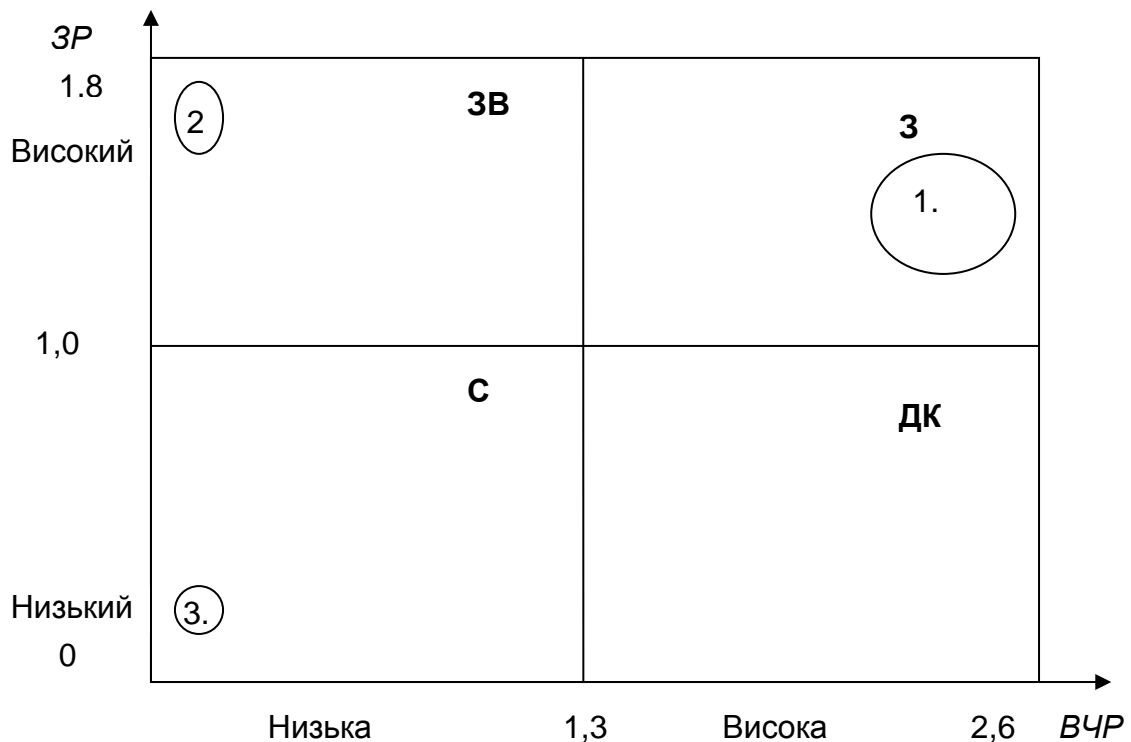 ЗР
1.8
ЗВ
2
З
Високий
1.
1,0
С
ДК
Низький
3.
0
Низька 1,3 Висока 2,6 ВЧР